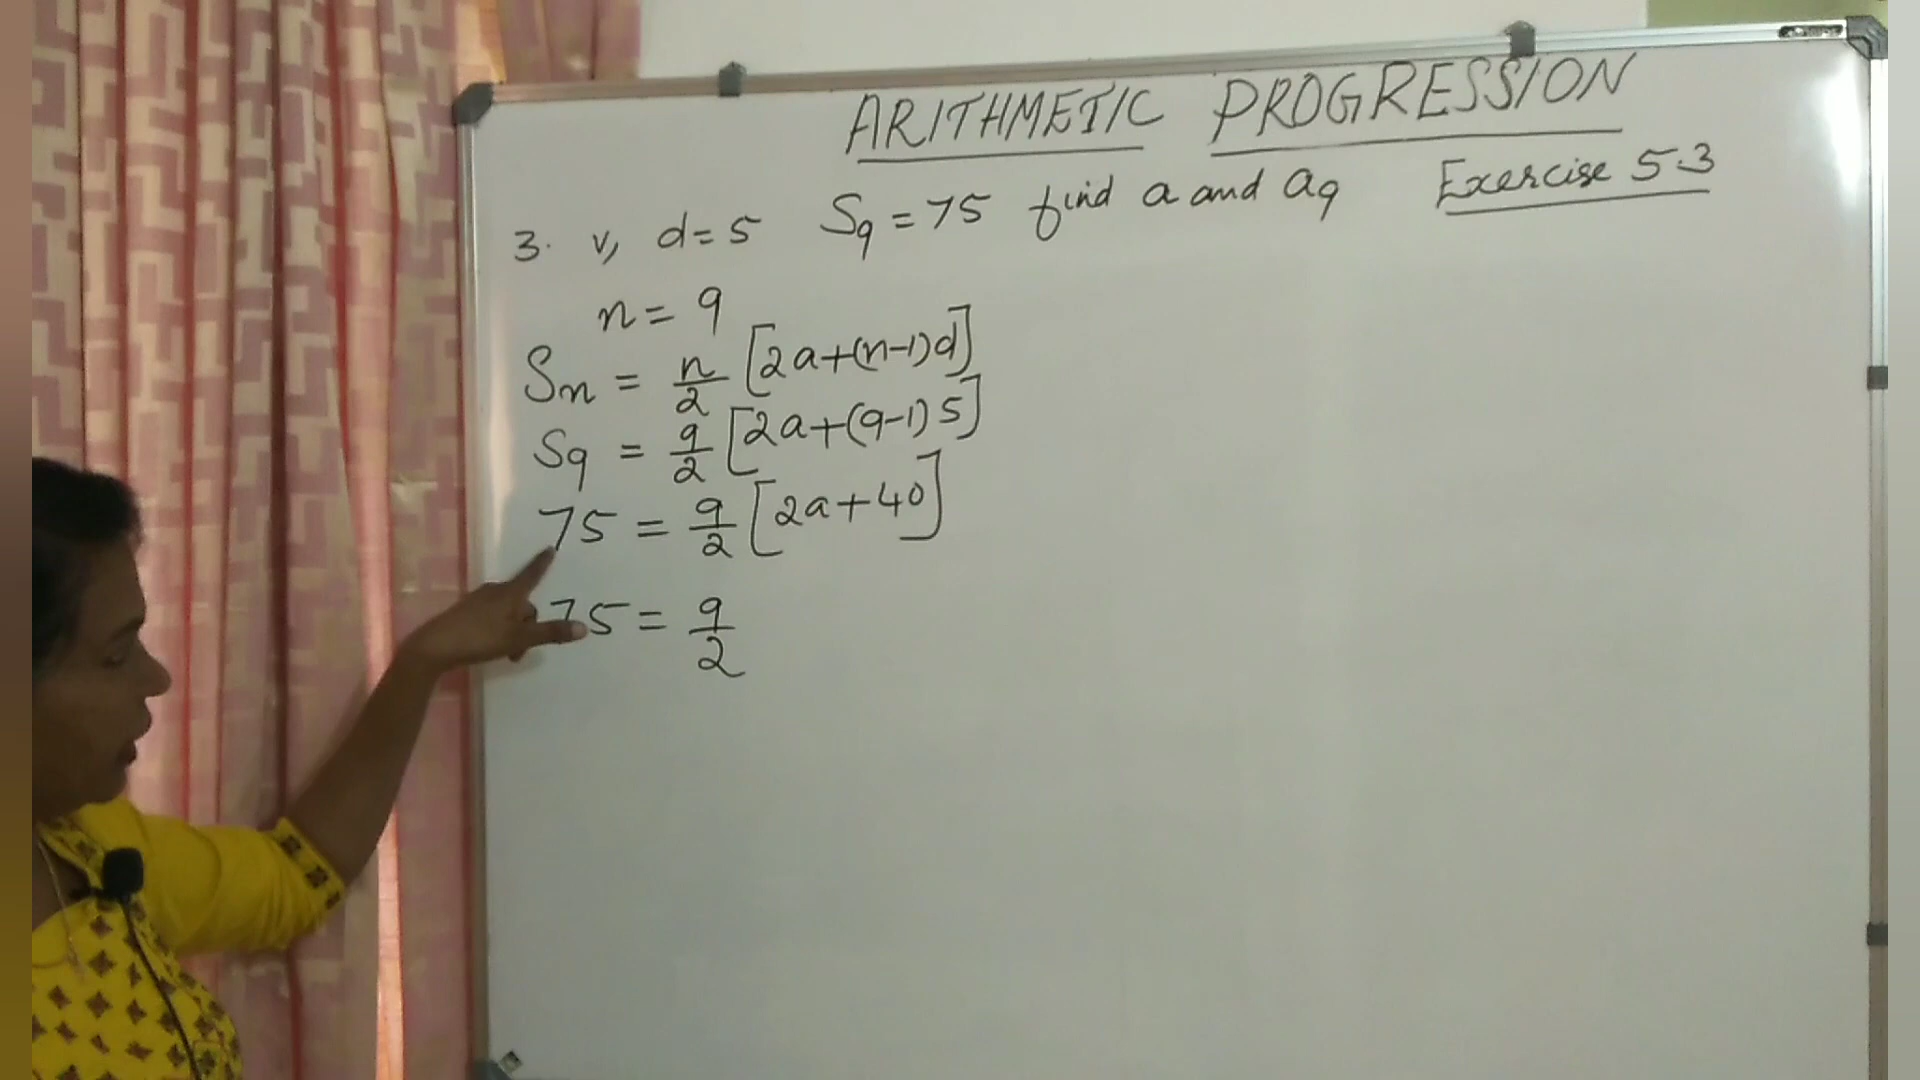 ARITHMETIC PROGRESSION
Exercise 5.3
3. v, d=5 S9 = 75 find a and a9
n = 9
Sn = n/2 [2a+(n-1)d]
S9 = 9/2 [2a+(9-1)5]
75 = 9/2 [2a+40]
75 = 9/2